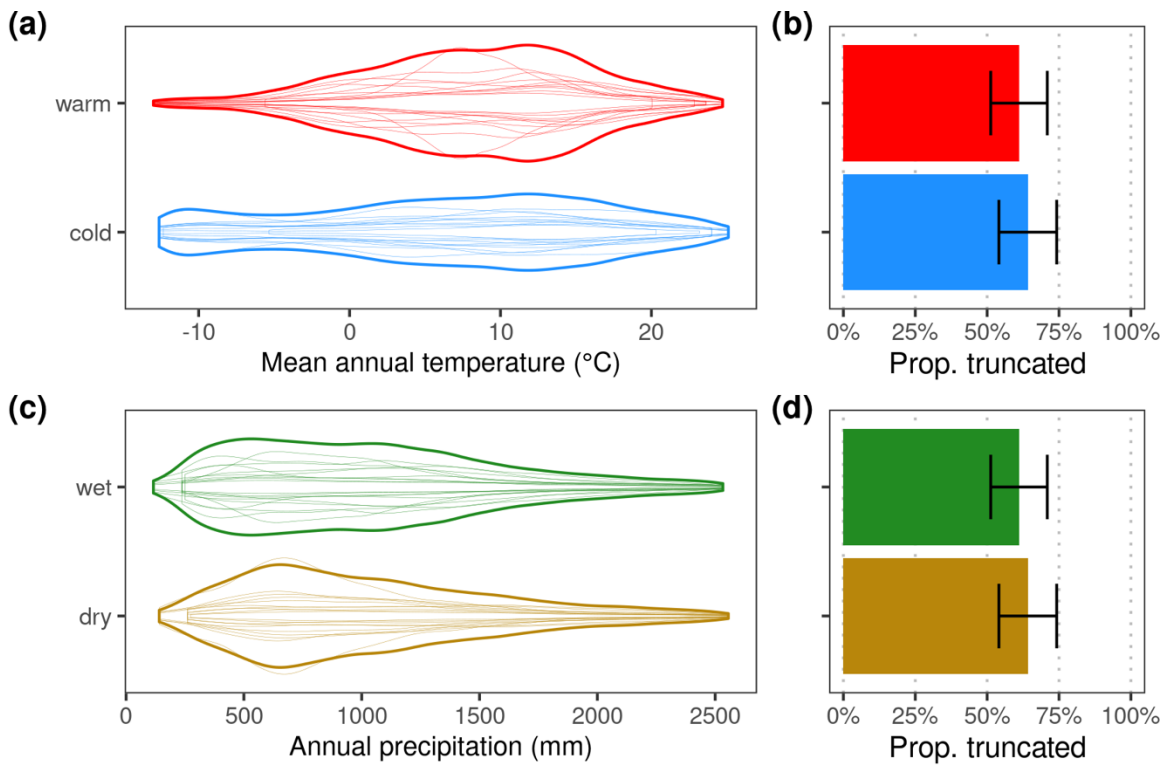 (a)
(b)
warm
cold
-10 0 10 20
0% 25% 50% 75% 100%
Mean annual temperature (°C)
Prop. truncated
(c)
(d)
wet
dry
0 500 1000 1500 2000 2500
0% 25% 50% 75% 100%
Annual precipitation (mm)
Prop. truncated